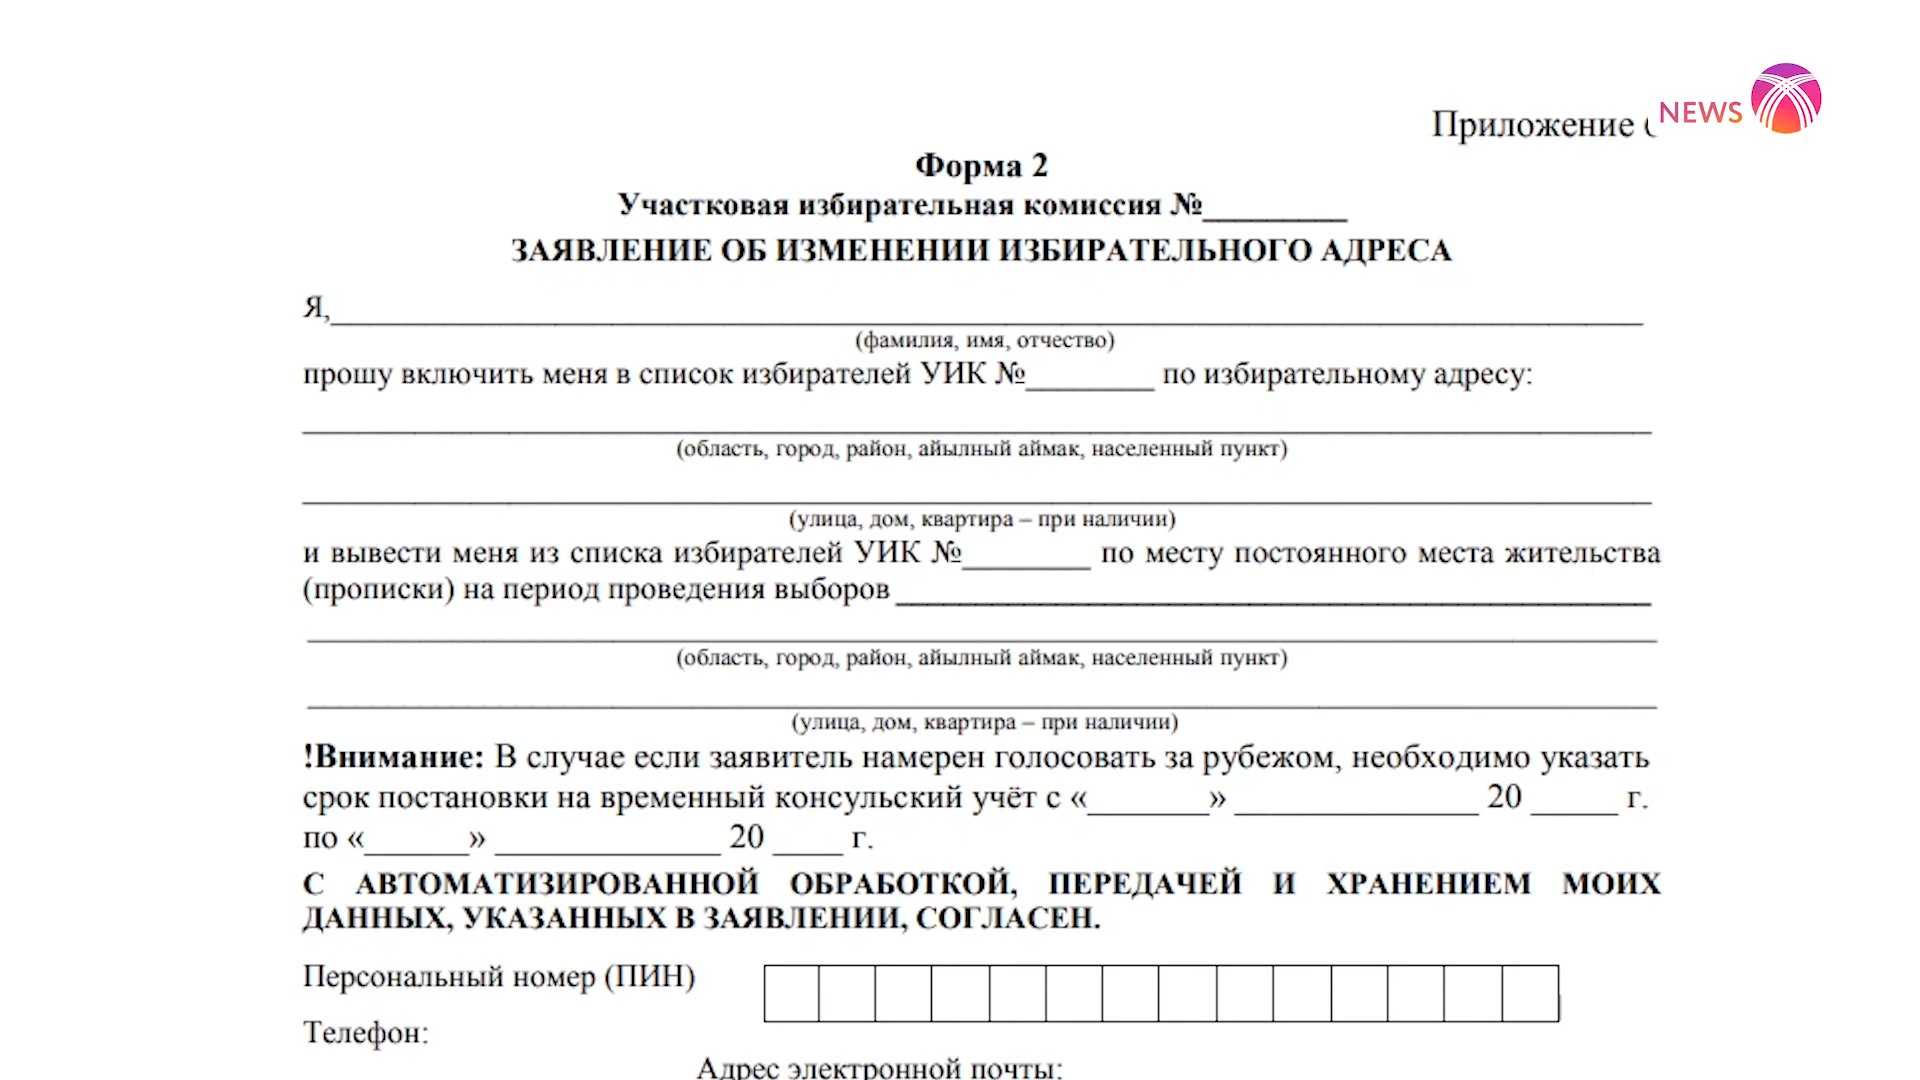 NEWS
Приложение
Форма 2
Участковая избирательная комиссия №_________
ЗАЯВЛЕНИЕ ОБ ИЗМЕНЕНИИ ИЗБИРАТЕЛЬНОГО АДРЕСА
Я,_________
(фамилия, имя, отчество)
прошу включить меня в список избирателей УИК №________ по избирательному адресу:
(область, город, район, айылный аймак, населенный пункт)
(улица, дом, квартира – при наличии)
и вывести меня из списка избирателей УИК №________ по месту постоянного места жительства
(прописки) на период проведения выборов _________
(область, город, район, айылный аймак, населенный пункт)
(улица, дом, квартира – при наличии)
!Внимание: В случае если заявитель намерен голосовать за рубежом, необходимо указать
срок постановки на временный консульский учёт с «_______» ______________ 20 _____ г.
по «______» _____________ 20 ____ г.
С АВТОМАТИЗИРОВАННОЙ ОБРАБОТКОЙ, ПЕРЕДАЧЕЙ И ХРАНЕНИЕМ МОИХ
ДАННЫХ, УКАЗАННЫХ В ЗАЯВЛЕНИИ, СОГЛАСЕН.
Персональный номер (ПИН)
Телефон:
Адрес электронной почты: